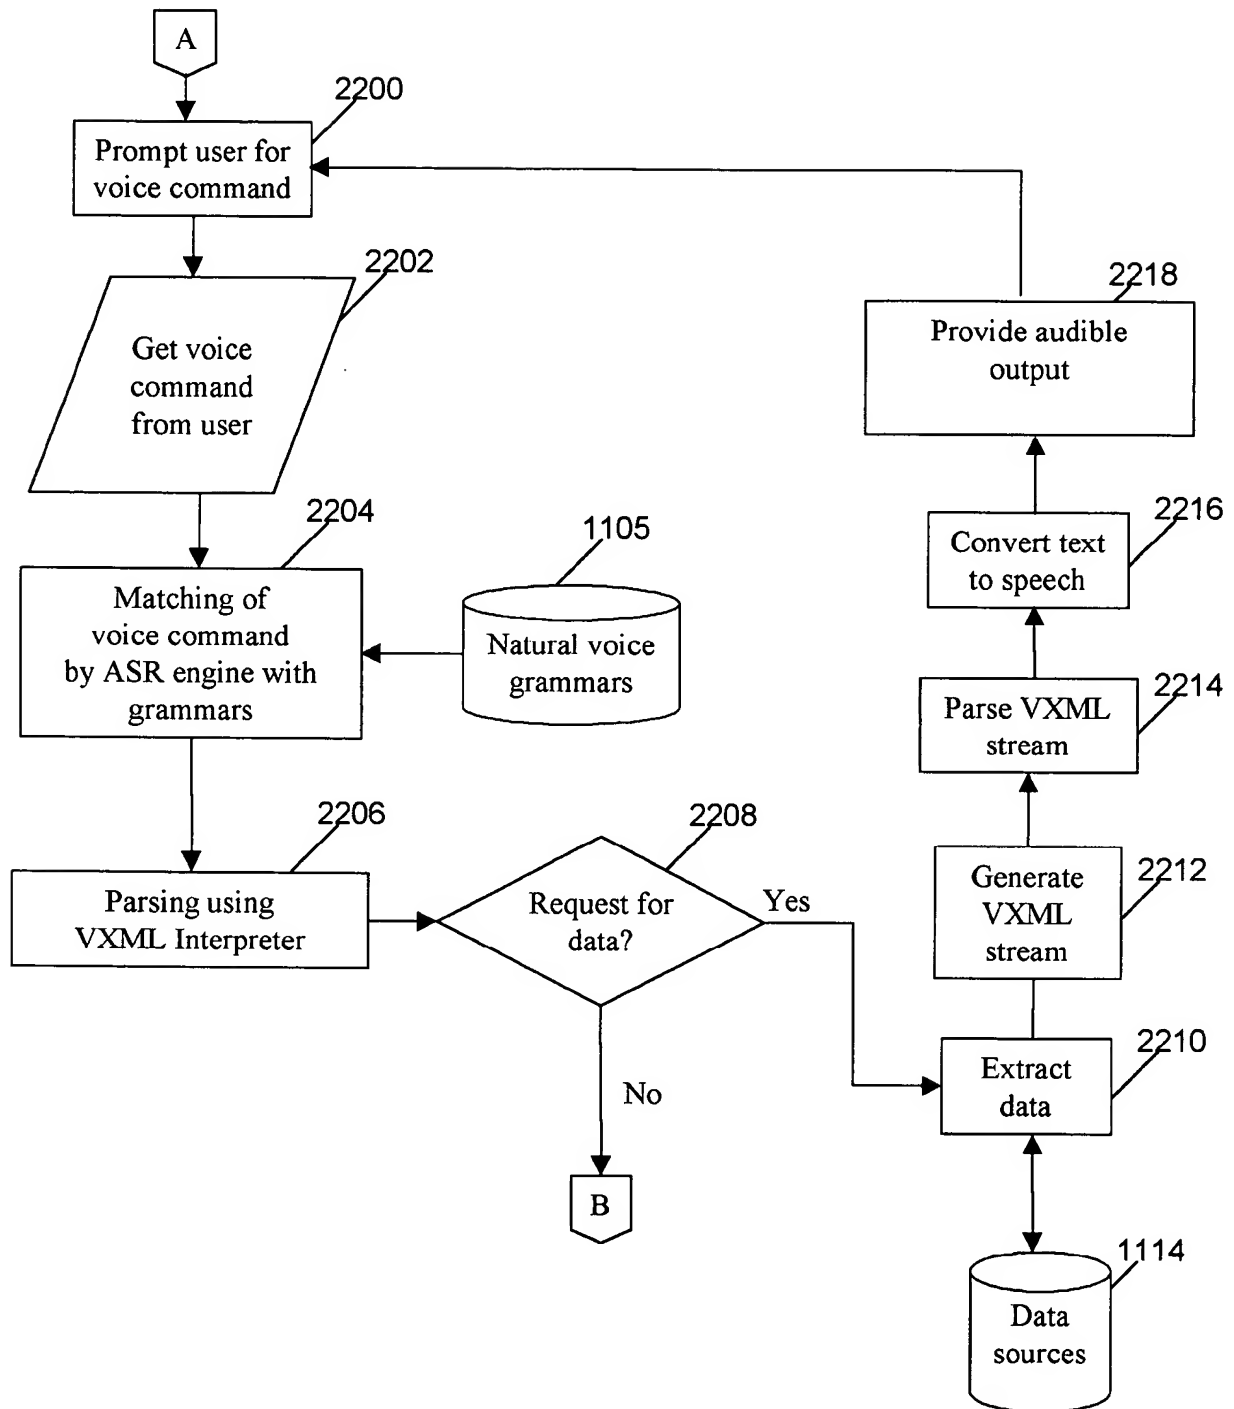 A
2200
Prompt user for
voice command
2202
Get voice
command
from user
2204
Matching of
voice command
by ASR engine with
grammars
1105
Natural voice
grammars
2206
Parsing using
VXML Interpreter
2208
Request for
data?
Yes
No
B
2210
Extract
data
1114
Data
sources
2212
Generate
VXML
stream
2214
Parse VXML
stream
2216
Convert text
to speech
2218
Provide audible
output